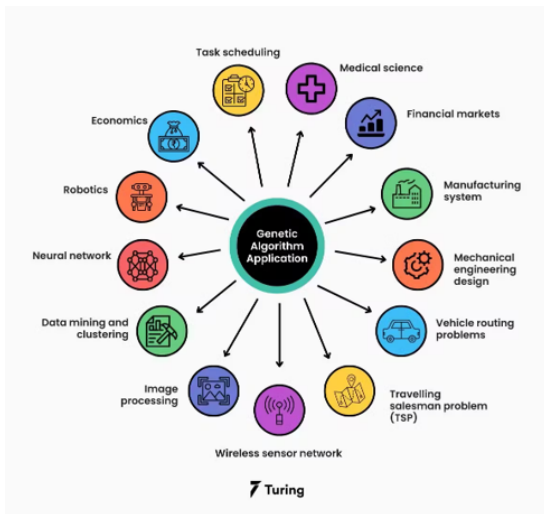 Task scheduling
Medical science
Financial markets
Economics
Manufacturing
system
Robotics
Genetic
Algorithm
Application
Neural network
Mechanical
engineering
design
Data mining and
clustering
Vehicle routing
problems
Image
processing
Travelling
salesman problem
(TSP)
Wireless sensor network
Turing